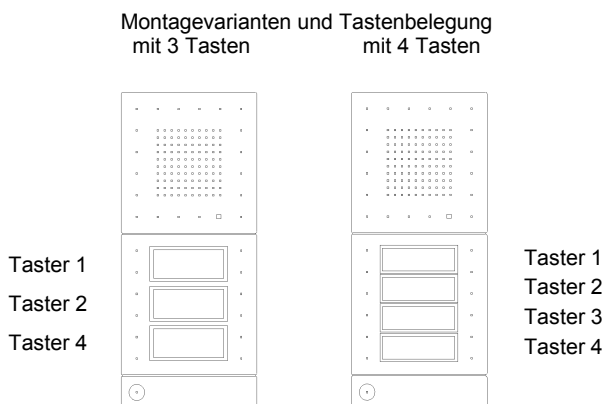 Montagevarianten und Tastenbelegung
mit 3 Tasten
mit 4 Tasten
Taster 1
Taster 2
Taster 4
Taster 1
Taster 2
Taster 3
Taster 4